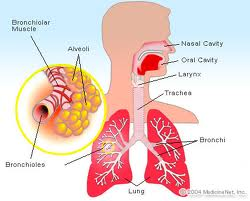 Bronchiolar
Muscle
Alveoli
Nasal Cavity
Oral Cavity
Larynx
Trachea
Bronchioles
Bronchi
Lung
© 2004 MedicineNet, Inc.